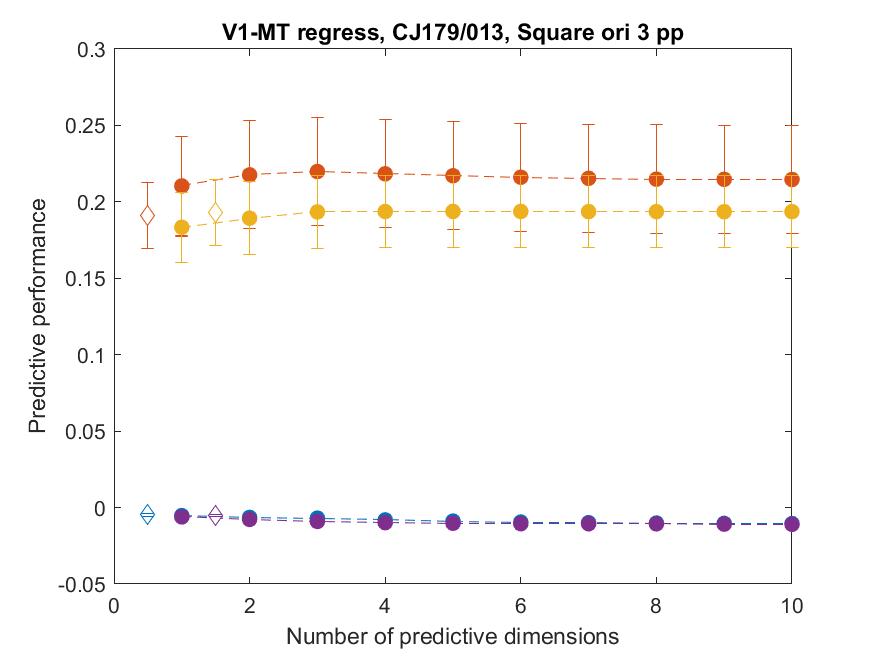 V1-MT regress, CJ179/013, Square ori 3 pp
0.3
0.25
0.2
0.15
0.1
0.05
0
-0.05
Predictive performance
0 2 4 6 8 10
Number of predictive dimensions